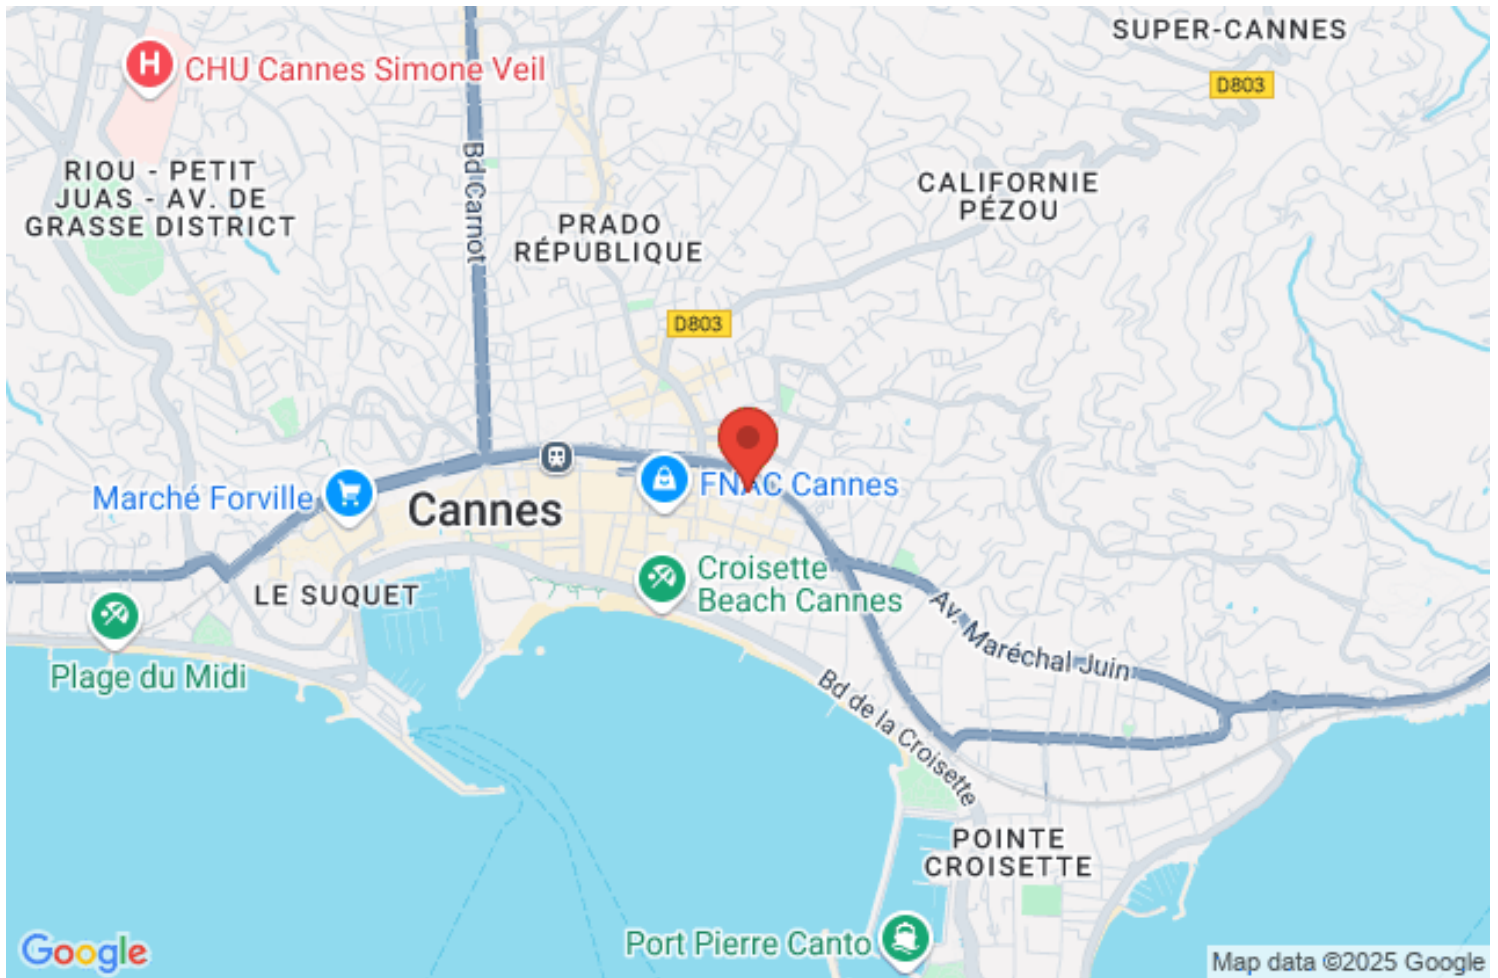 SUPER-CANNES
CHU Cannes Simone Veil
D803
RIOU - PETIT
JUAS - AV. DE
GRASSE DISTRICT
Bd Carnot
CALIFORNIE
PÉZOU
PRADO
RÉPUBLIQUE
D803
Marché Forville
Cannes
FNAC Cannes
Croisette
Beach Cannes
LE SUQUET
Av. Maréchal Juin
Plage du Midi
Bd de la Croisette
POINTE
CROISETTE
Port Pierre Canto
Google
Map data ©2025 Google